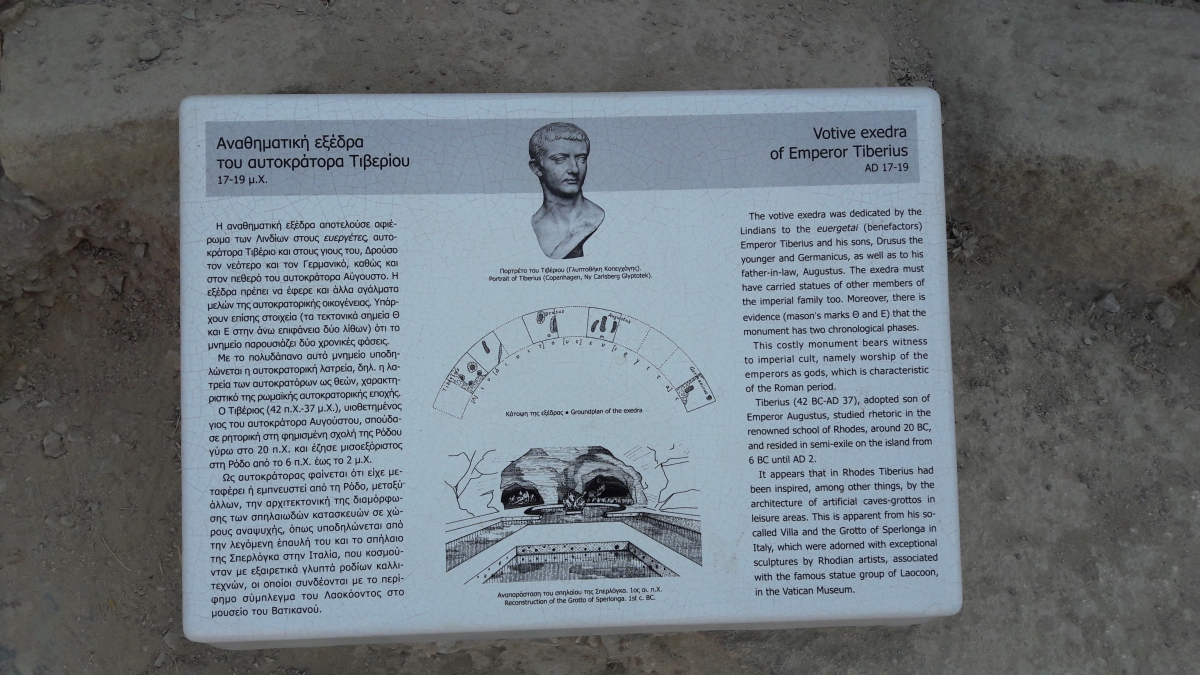 Αναθηματική εξέδρα
του αυτοκράτορα Τιβερίου
17-19 μ.Χ.
Votive exedra
of Emperor Tiberius
AD 17-19
Η αναθηματική εξέδρα αποτελούσε αφιέ-
ρωμα των Λινδίων στους ευεργέτες, αυτο-
κράτορα Τιβέριο και στους γιους του, Δρούσο
τον νεότερο και τον Γερμανικό, καθώς και
στον πεθερό του αυτοκράτορα Αύγουστο. Η
εξέδρα πρέπει να έφερε και άλλα αγάλματα
μελών της αυτοκρατορικής οικογένειας. Υπάρ-
χουν επίσης στοιχεία (τα τεκτονικά σημεία Θ
και Ε στην άνω επιφάνεια δύο λίθων) ότι το
μνημείο παρουσιάζει δύο χρονικές φάσεις.
Με το πολυδάπανο αυτό μνημείο υποδη-
λώνεται η αυτοκρατορική λατρεία, δηλ. η λα-
τρεία των αυτοκρατόρων ως θεών, χαρακτη-
ριστικό της ρωμαϊκής αυτοκρατορικής εποχής.
Ο Τιβέριος (42 π.Χ.-37 μ.Χ.), υιοθετημένος
γιος του αυτοκράτορα Αυγούστου, σπούδα-
σε ρητορική στη φημισμένη σχολή της Ρόδου
γύρω στο 20 π.Χ. και έζησε μισοεξόριστος
στη Ρόδο από το 6 π.Χ. έως το 2 μ.Χ.
Ως αυτοκράτορας φαίνεται ότι είχε με-
ταφέρει ή εμπνευστεί από τη Ρόδο, μεταξύ
άλλων, την αρχιτεκτονική της διαμόρφω-
σης των σπηλαιωδών κατασκευών σε χώ-
ρους αναψυχής, όπως υποδηλώνεται από
την λεγόμενη έπαυλή του και το σπήλαιο
της Σπερλόγκα στην Ιταλία, που κοσμού-
νταν με εξαιρετικά γλυπτά ροδίων καλλι-
τεχνών, οι οποίοι συνδέονται με το περί-
φημο σύμπλεγμα του Λαοκόοντος στο
μουσείο του Βατικανού.
Πορτρέτο του Τιβέριου (Γλυπτοθήκη Κοπεγχάγης).
Portrait of Tiberius (Copenhagen, Ny Carlsberg Glyptotek).
Κάτοψη της εξέδρας ● Groundplan of the exedra
Αναπαράσταση του σπηλαίου της Σπερλόγκα. 1ος αι. π.Χ.
Reconstruction of the Grotto of Sperlonga. 1st c. BC.
The votive exedra was dedicated by the
Lindians to the euergetai (benefactors)
Emperor Tiberius and his sons, Drusus the
younger and Germanicus, as well as to his
father-in-law, Augustus. The exedra must
have carried statues of other members of
the imperial family too. Moreover, there is
evidence (mason's marks Θ and E) that the
monument has two chronological phases.
This costly monument bears witness
to imperial cult, namely worship of the
emperors as gods, which is characteristic
of the Roman period.
Tiberius (42 BC-AD 37), adopted son of
Emperor Augustus, studied rhetoric in the
renowned school of Rhodes, around 20 BC,
and resided in semi-exile on the island from
6 BC until AD 2.
It appears that in Rhodes Tiberius had
been inspired, among other things, by the
architecture of artificial caves-grottos in
leisure areas. This is apparent from his so-
called Villa and the Grotto of Sperlonga in
Italy, which were adorned with exceptional
sculptures by Rhodian artists, associated
with the famous statue group of Laocoon,
in the Vatican Museum.